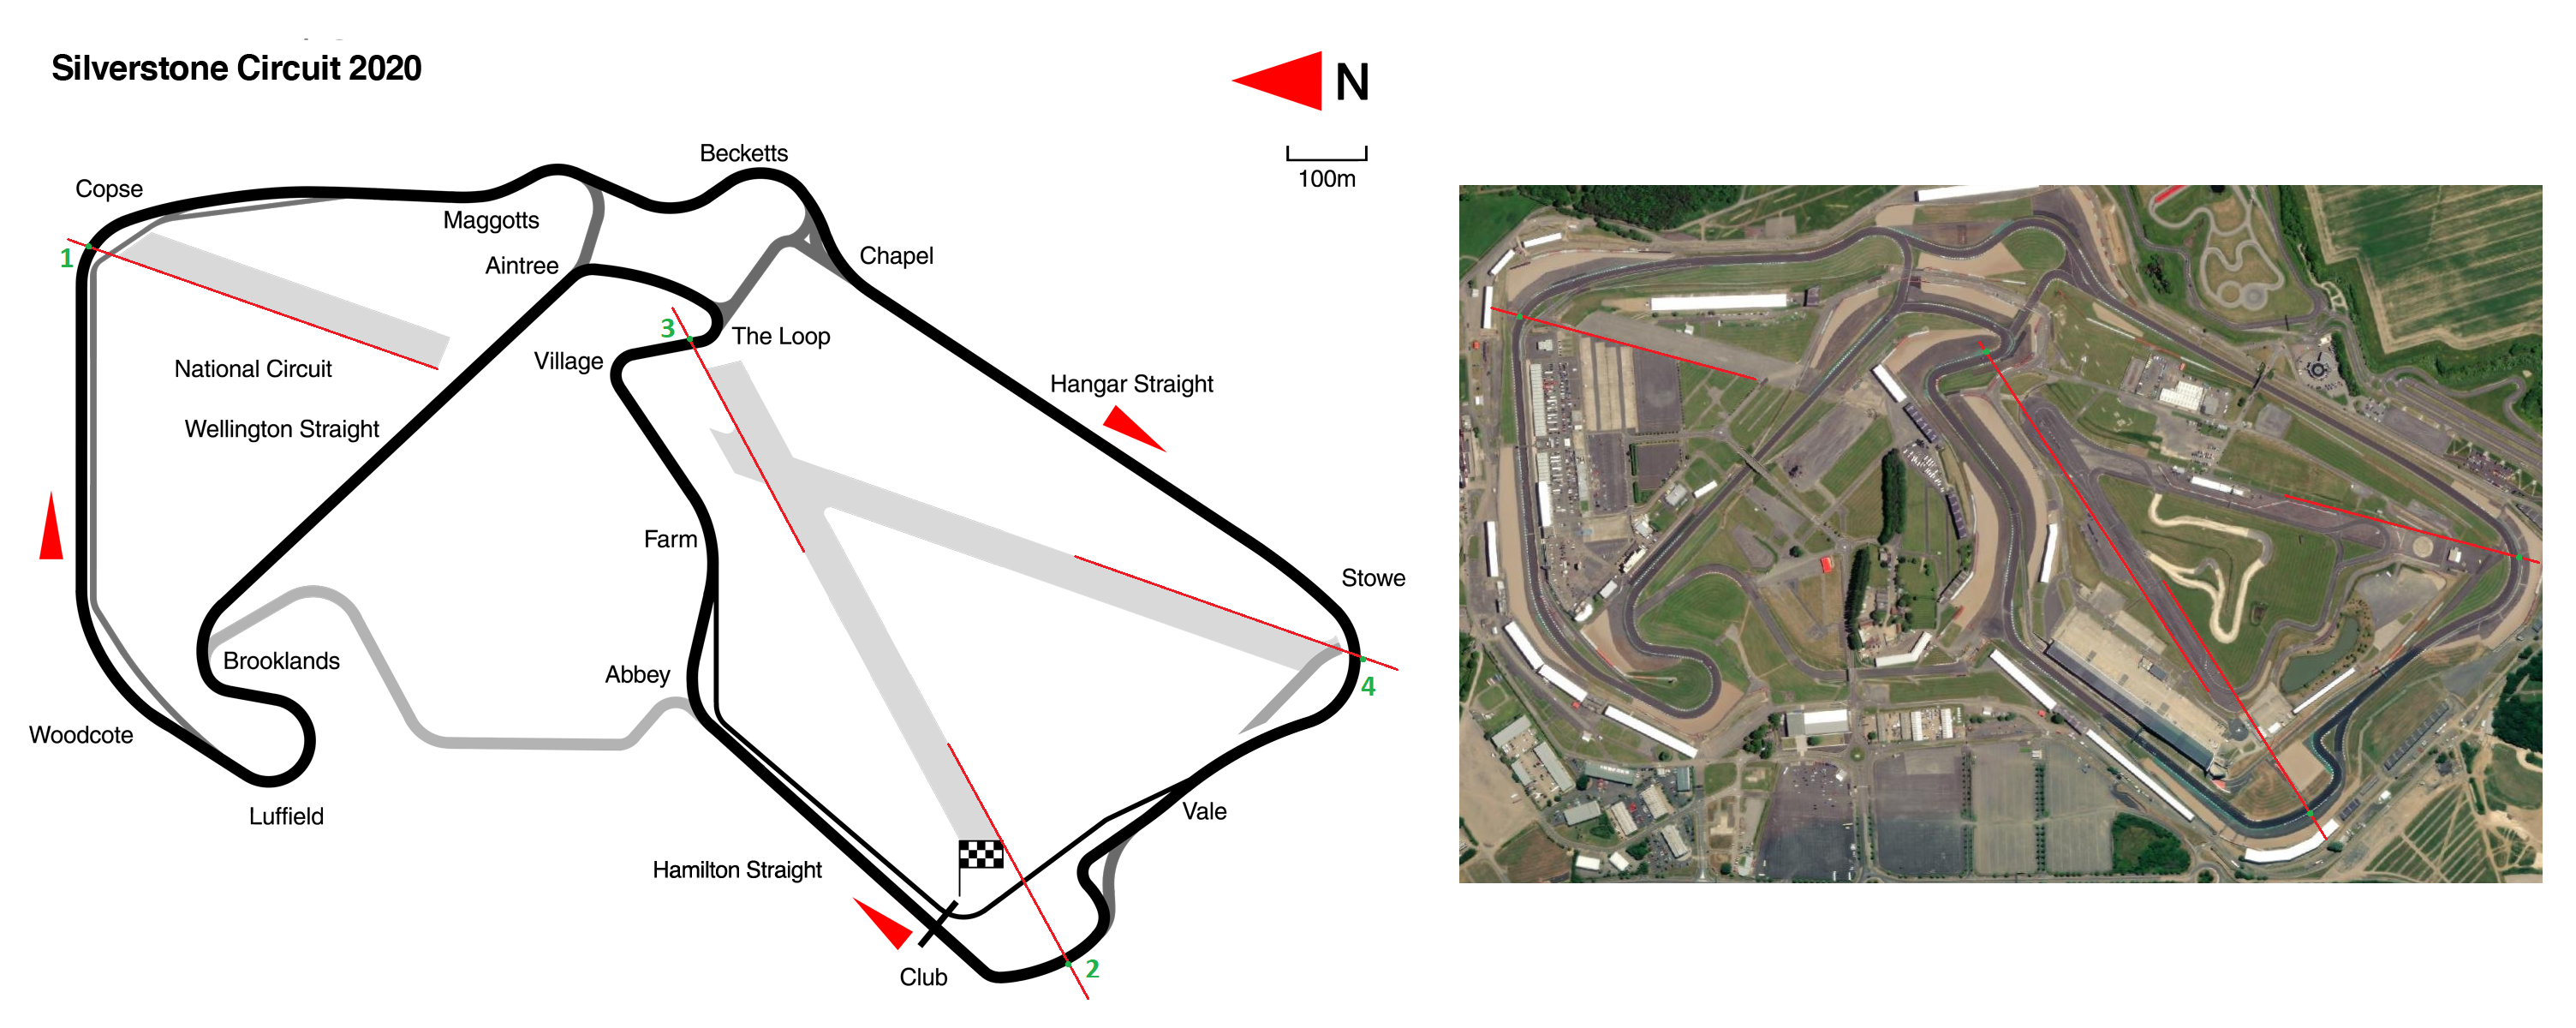 Silverstone Circuit 2020
N
100m
Becketts
Copse
Maggotts
Chapel
1
Aintree
3
The Loop
Village
National Circuit
Hangar Straight
Wellington Straight
Farm
Stowe
Brooklands
Abbey
4
Woodcote
Vale
Luffield
Hamilton Straight
Club
2